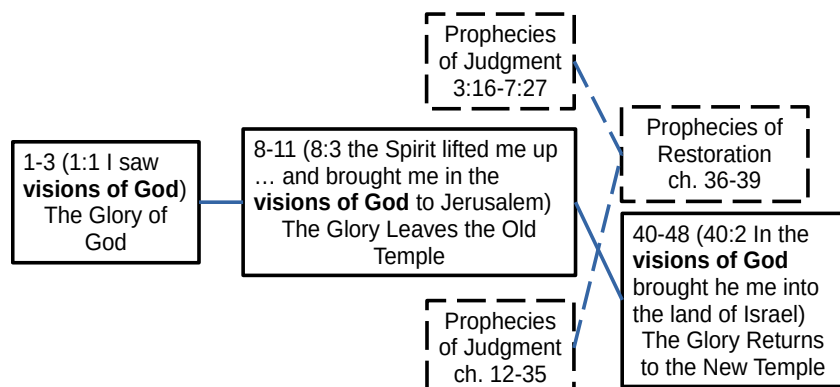 1-3 (1:1 I saw
visions of God)
The Glory of
God
8-11 (8:3 the Spirit lifted me up
… and brought me in the
visions of God to Jerusalem)
The Glory Leaves the Old
Temple
Prophecies
of Judgment
3:16-7:27
Prophecies
of Judgment
ch. 12-35
Prophecies of
Restoration
ch. 36-39
40-48 (40:2 In the
visions of God
brought he me into
the land of Israel)
The Glory Returns
to the New Temple